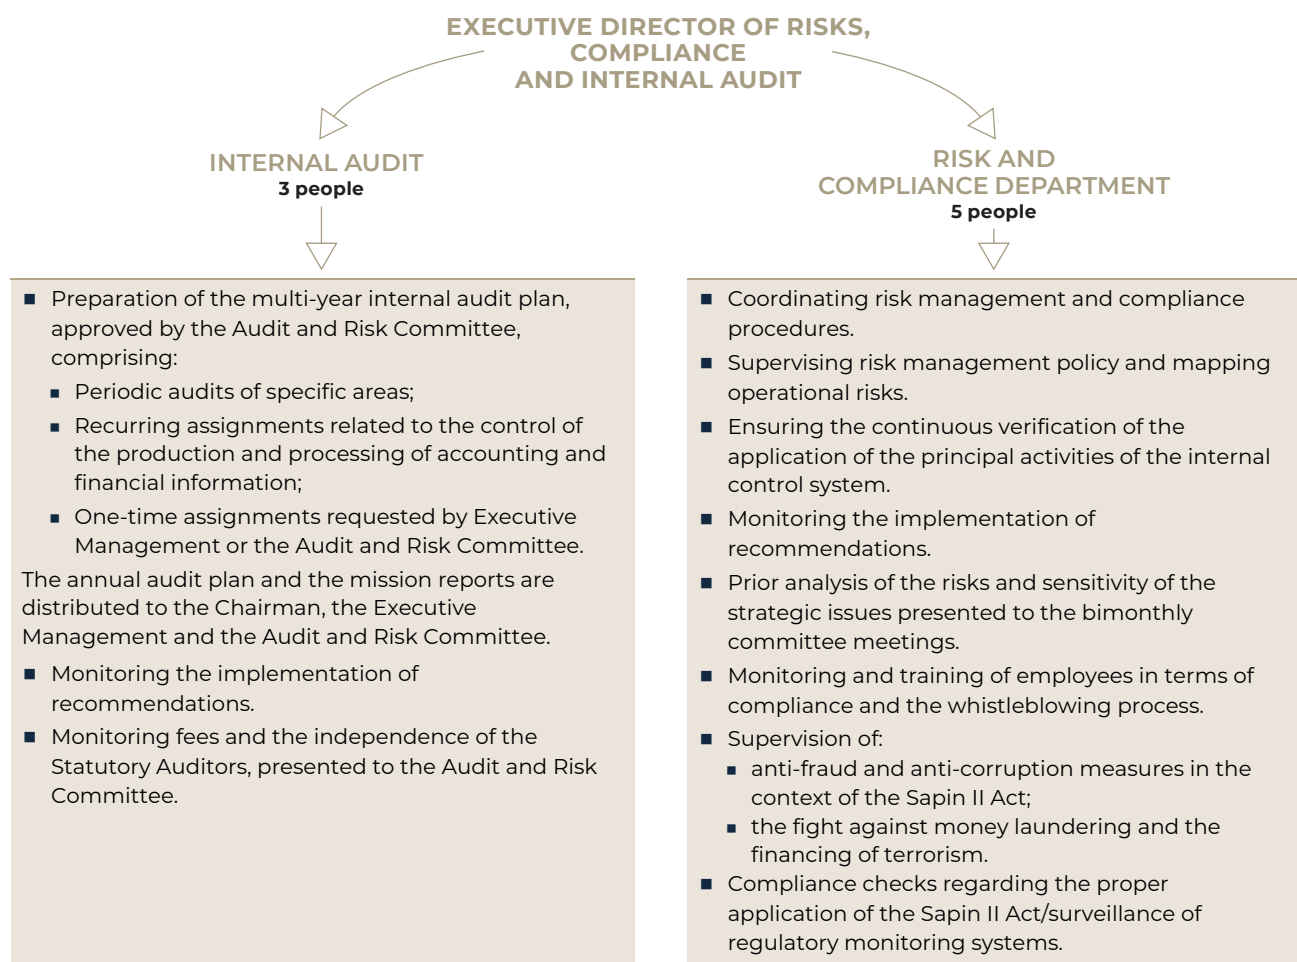 EXECUTIVE DIRECTOR OF RISKS,
COMPLIANCE
AND INTERNAL AUDIT
INTERNAL AUDIT
3 people
■ Preparation of the multi-year internal audit plan,
approved by the Audit and Risk Committee,
comprising:
■ Periodic audits of specific areas;
■ Recurring assignments related to the control of
the production and processing of accounting and
financial information;
■ One-time assignments requested by Executive
Management or the Audit and Risk Committee.
The annual audit plan and the mission reports are
distributed to the Chairman, the Executive
Management and the Audit and Risk Committee.
■ Monitoring the implementation of
recommendations.
■ Monitoring fees and the independence of the
Statutory Auditors, presented to the Audit and Risk
Committee.
RISK AND
COMPLIANCE DEPARTMENT
5 people
■ Coordinating risk management and compliance
procedures.
■ Supervising risk management policy and mapping
operational risks.
■ Ensuring the continuous verification of the
application of the principal activities of the internal
control system.
■ Monitoring the implementation of
recommendations.
■ Prior analysis of the risks and sensitivity of the
strategic issues presented to the bimonthly
committee meetings.
■ Monitoring and training of employees in terms of
compliance and the whistleblowing process.
■ Supervision of:
■ anti-fraud and anti-corruption measures in the
context of the Sapin II Act;
■ the fight against money laundering and the
financing of terrorism.
■ Compliance checks regarding the proper
application of the Sapin II Act/surveillance of
regulatory monitoring systems.